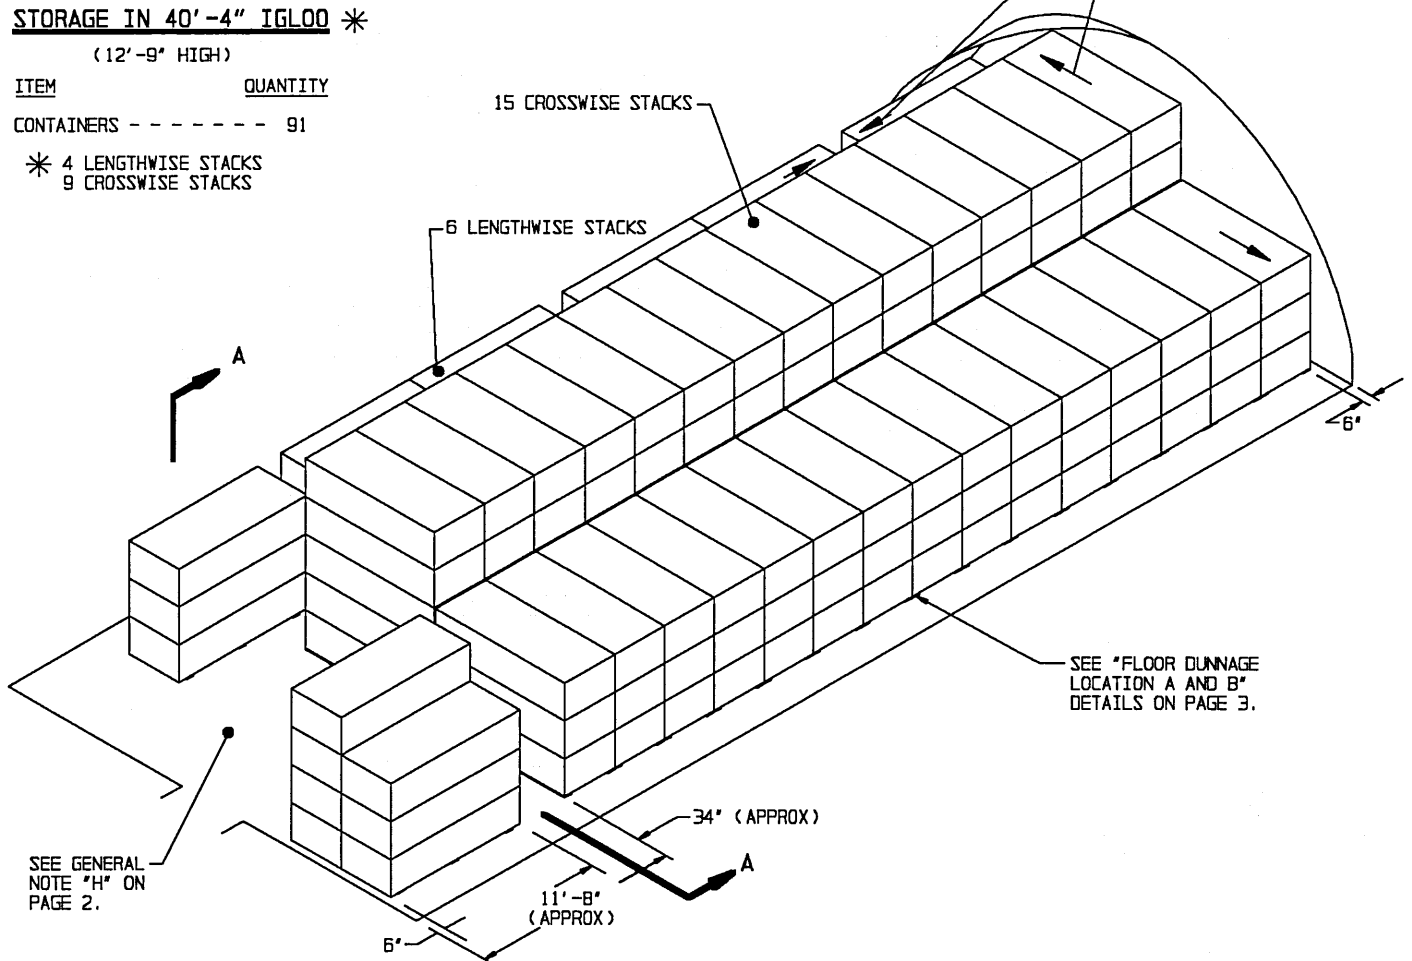 STORAGE IN 40'-4" IGLOO ✳
(12'-9" HIGH)
ITEM QUANTITY
CONTAINERS - - - - - - - 91
✳ 4 LENGTHWISE STACKS
9 CROSSWISE STACKS
15 CROSSWISE STACKS
6 LENGTHWISE STACKS
A
6"
SEE "FLOOR DUNNAGE
LOCATION A AND B"
DETAILS ON PAGE 3.
34" (APPROX)
A
SEE GENERAL
NOTE "H" ON
PAGE 2.
11'-8"
(APPROX)
6"